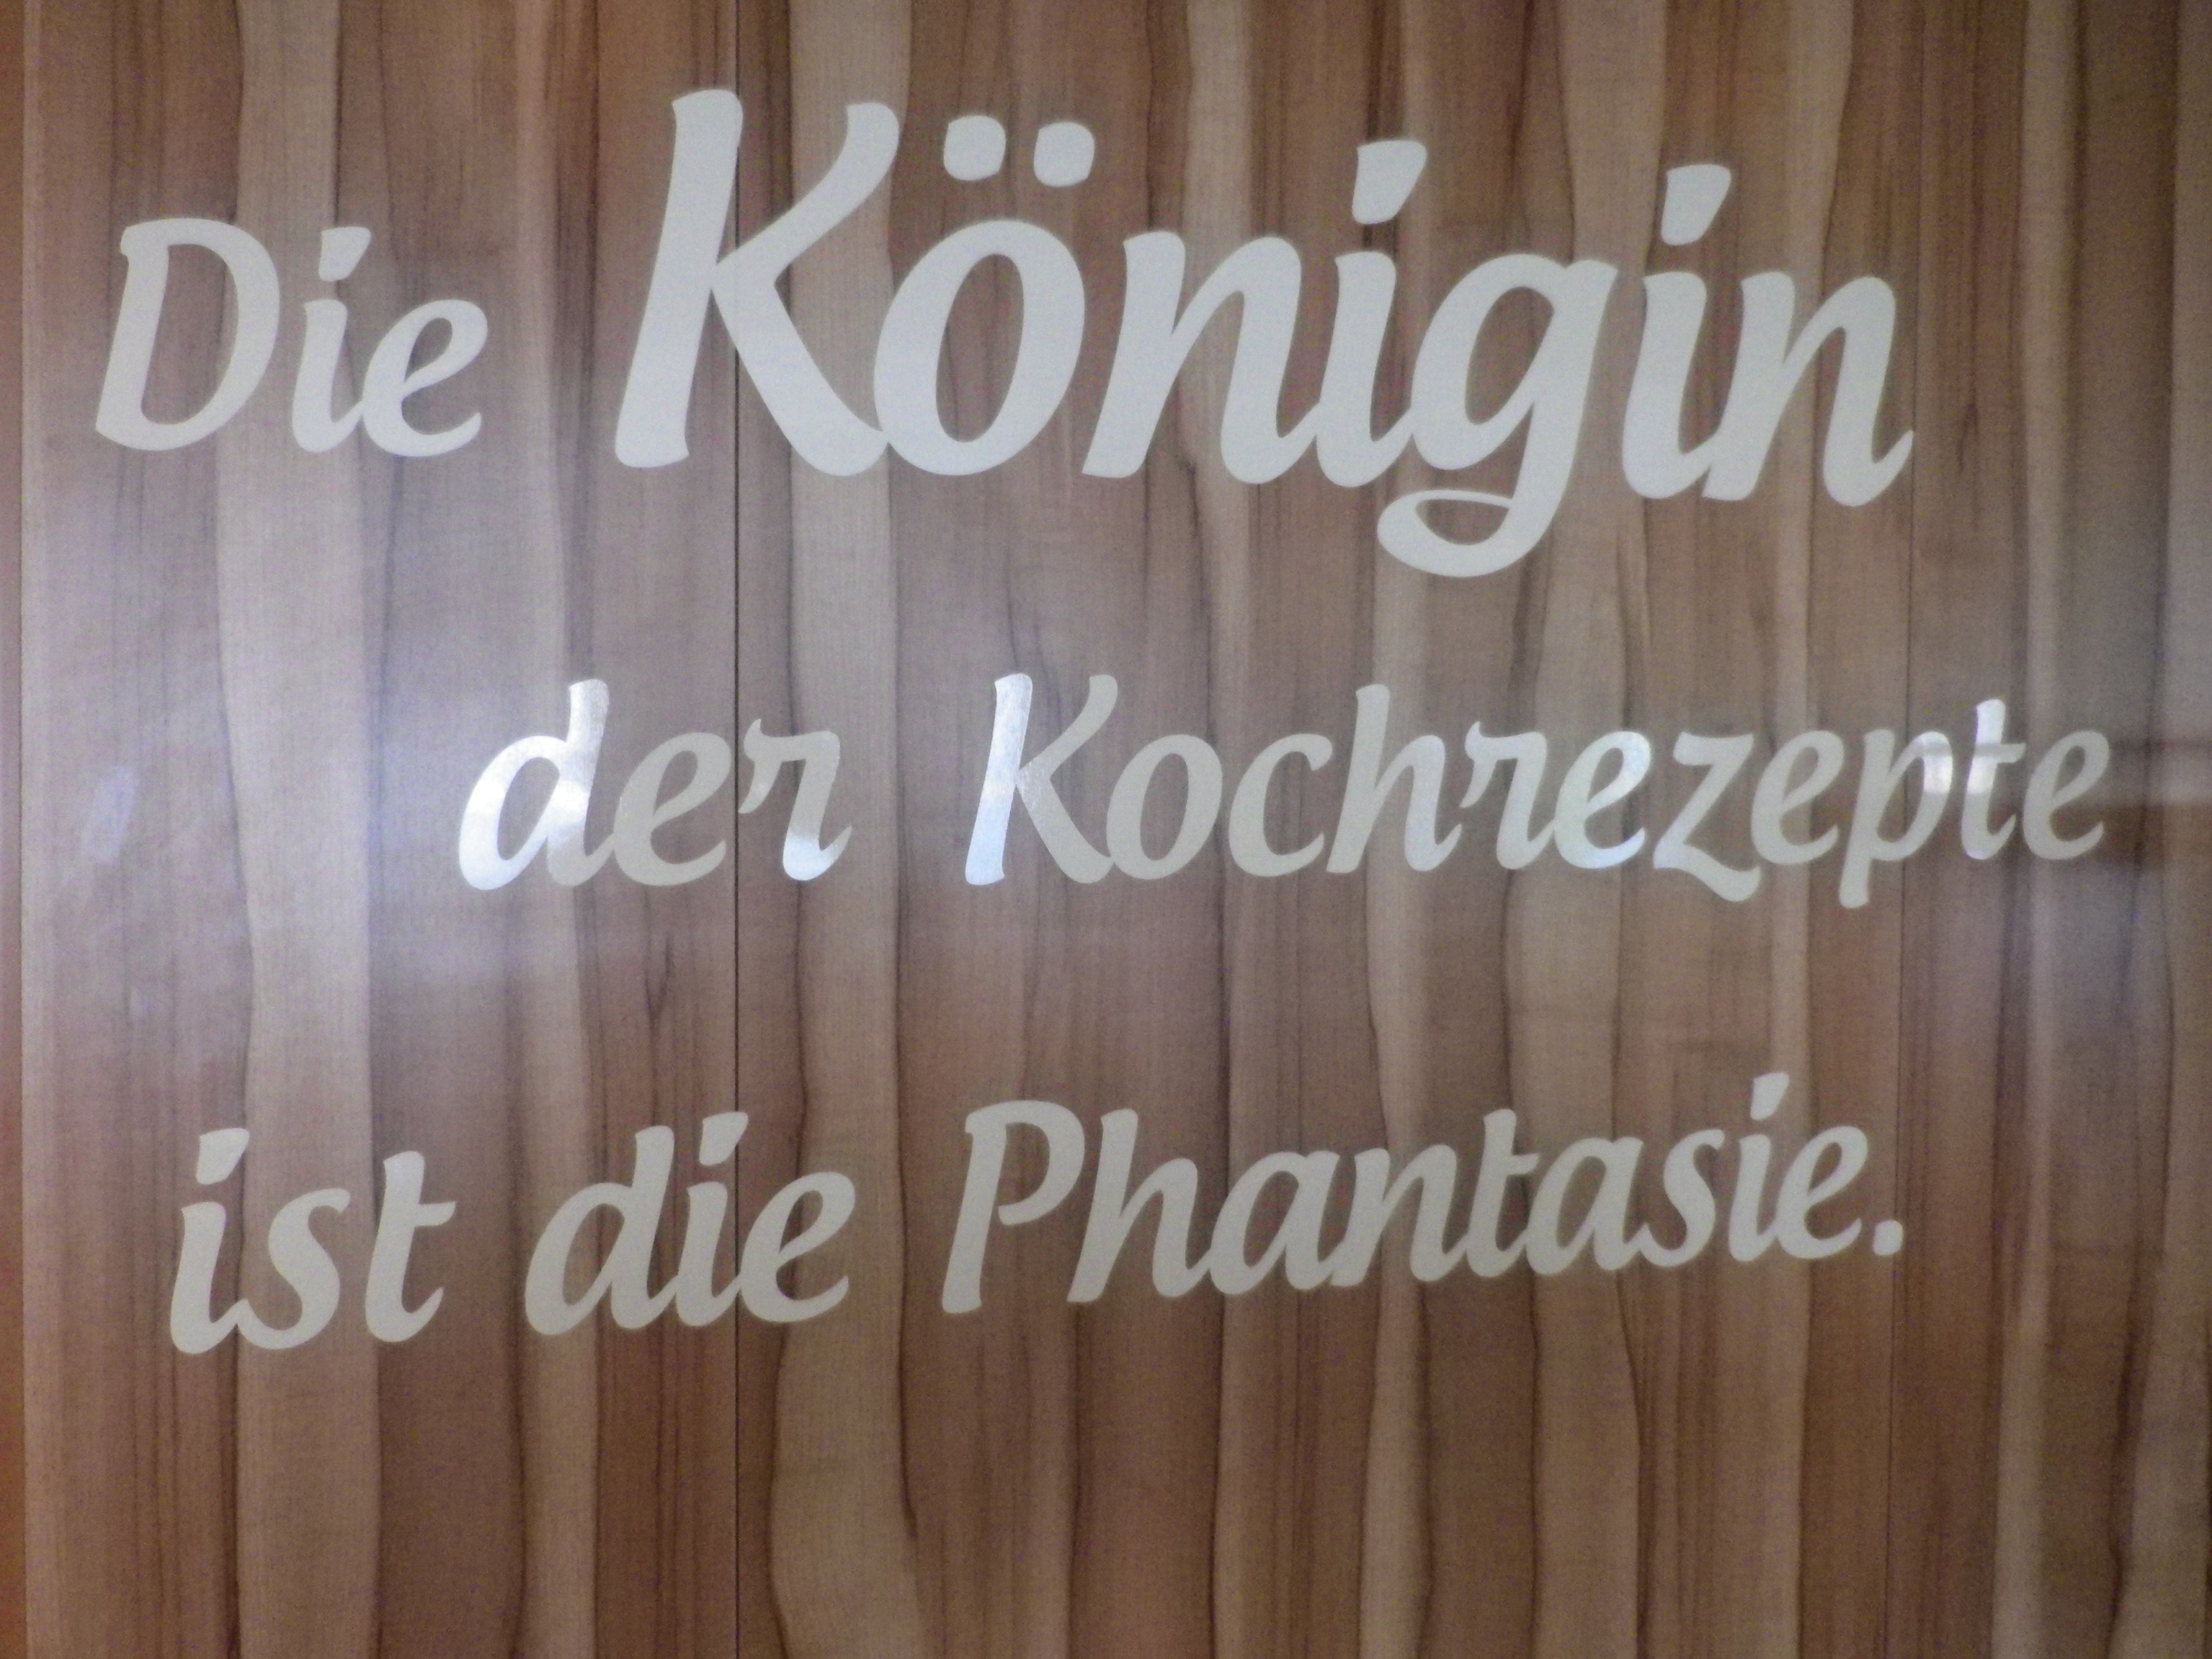 Die Königin
der Kochrezepte
ist die Phantasie.